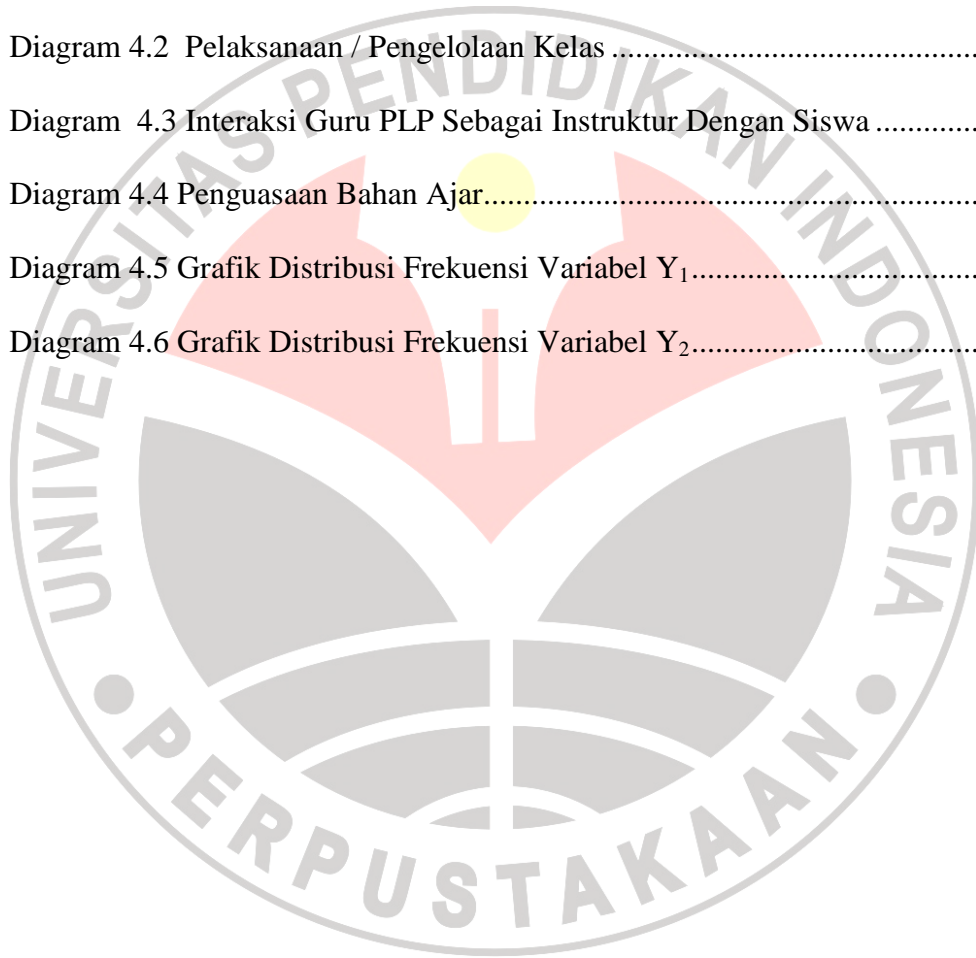 Diagram 4.2  Pelaksanaan / Pengelolaan Kelas ..............................................
Diagram  4.3 Interaksi Guru PLP Sebagai Instruktur Dengan Siswa .............
Diagram 4.4 Penguasaan Bahan Ajar..............................................................
Diagram 4.5 Grafik Distribusi Frekuensi Variabel Y₁....................................
Diagram 4.6 Grafik Distribusi Frekuensi Variabel Y₂....................................
UNIVERSITAS PENDIDIKAN INDONESIA
PERPUSTAKAAN